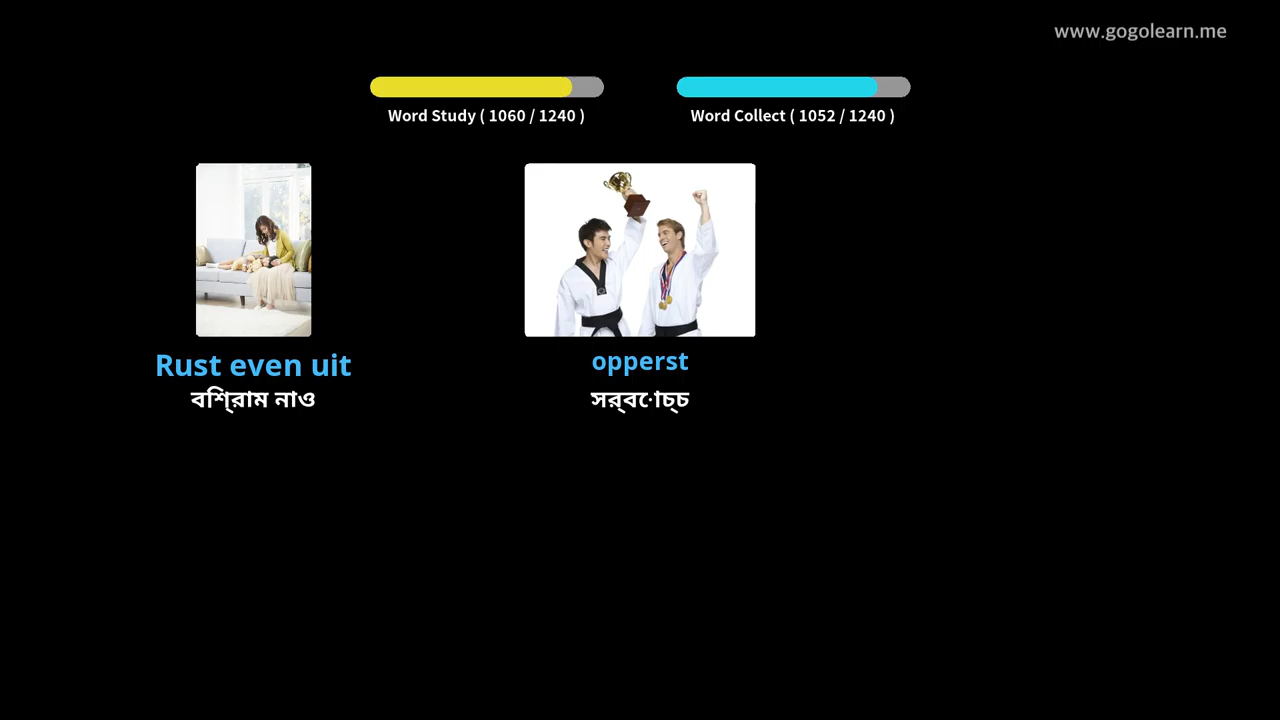 www.gogolearn.me
Word Study ( 1060 / 1240 )
Word Collect ( 1052 / 1240 )
Rust even uit
বিশ্রাম নাও
opperst
সর্বোচ্চ